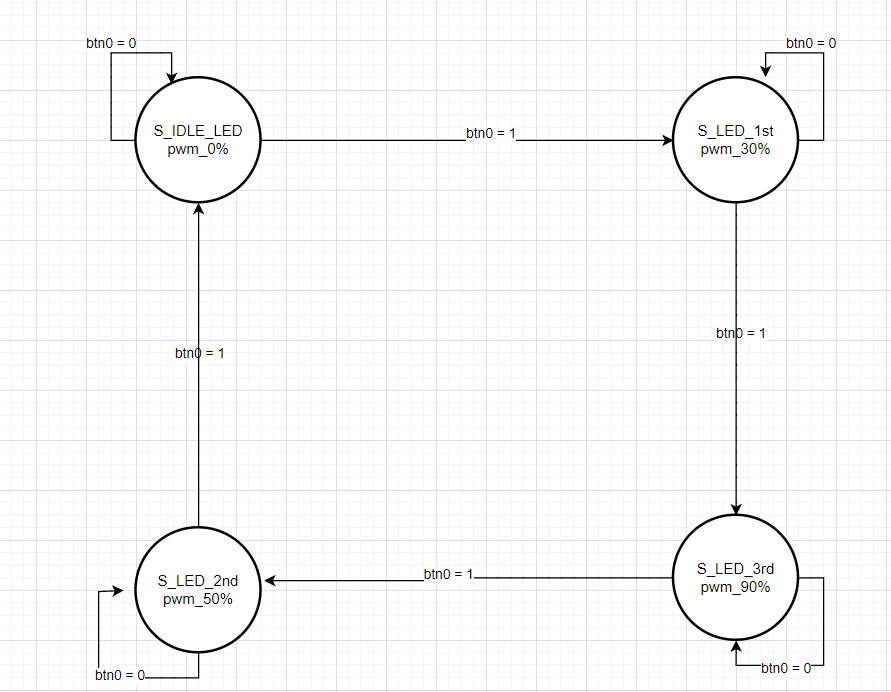 btn0 = 0
btn0 = 0
S_IDLE_LED
pwm_0%
btn0 = 1
S_LED_1st
pwm_30%
btn0 = 1
btn0 = 1
S_LED_2nd
pwm_50%
btn0 = 1
S_LED_3rd
pwm_90%
btn0 = 0
btn0 = 0